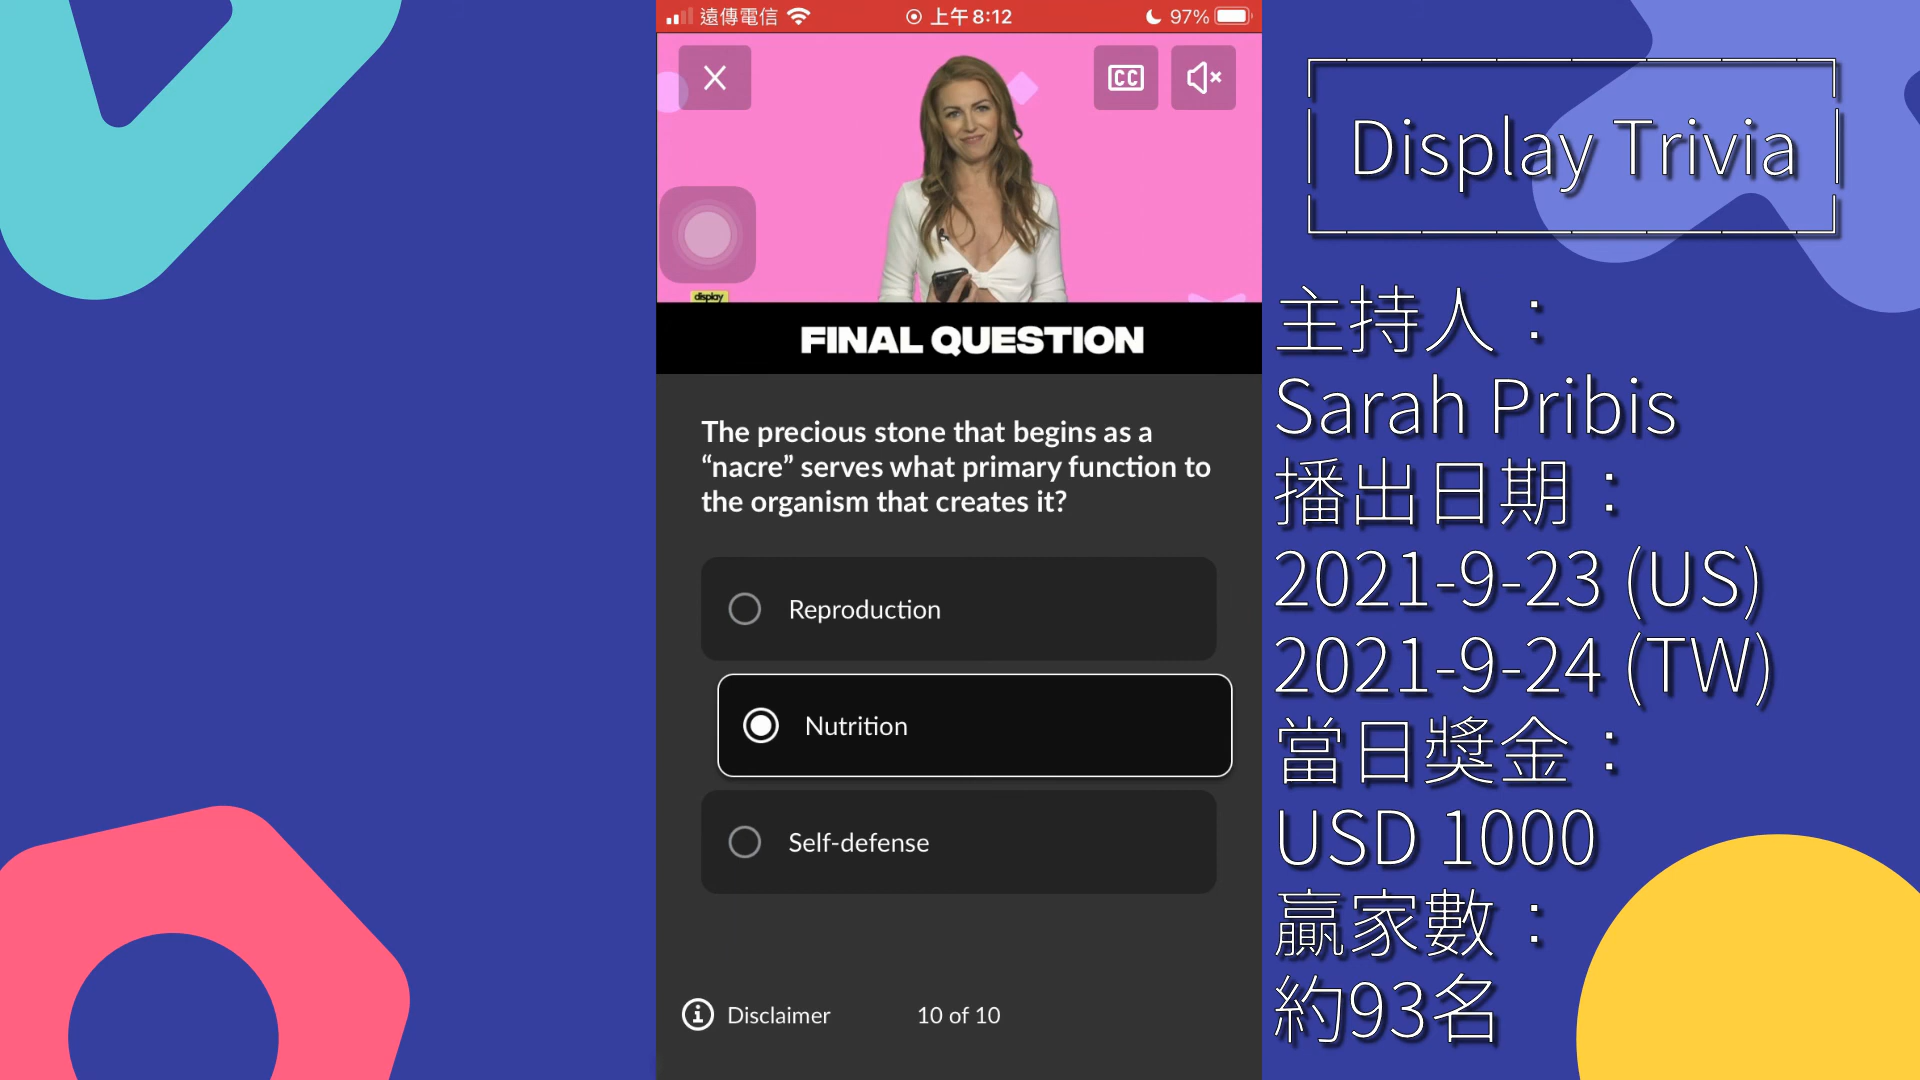 遠傳電信
上午8:12
97%
CC
display
FINAL QUESTION
The precious stone that begins as a
“nacre” serves what primary function to
the organism that creates it?
Reproduction
Nutrition
Self-defense
Disclaimer
10 of 10
Display Trivia
主持人：
Sarah Pribis
播出日期：
2021-9-23 (US)
2021-9-24 (TW)
當日獎金：
USD 1000
贏家數：
約93名